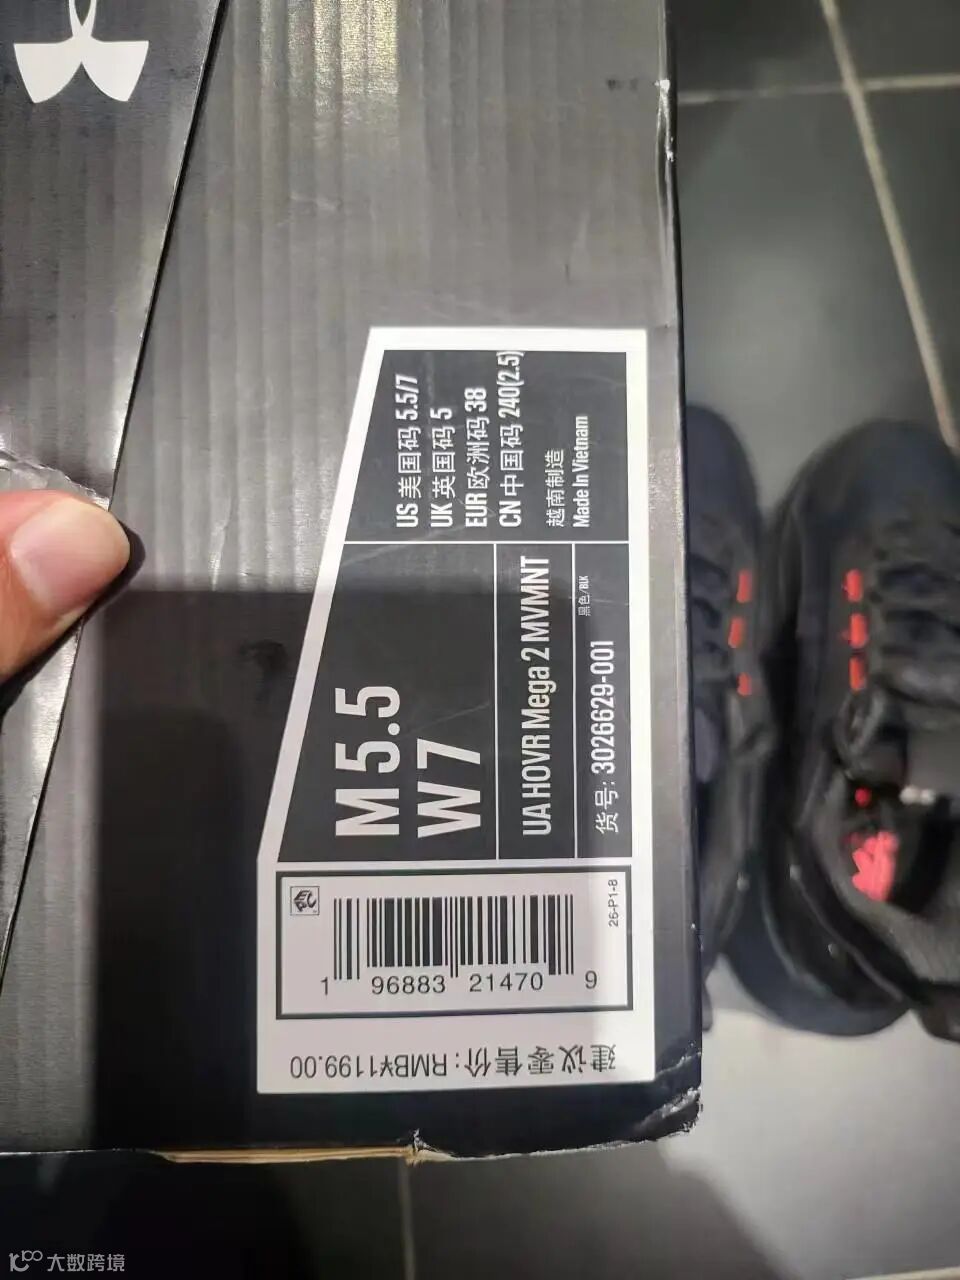 US 美国码 5.5/7
UK 英国码 5
EUR 欧洲码 38
CN 中国码 240(2.5)
越南制造
Made In Vietnam
M 5.5
W 7
UA HOVR Mega 2 MVMNT
黑色/BLK
货号: 3026629-001
26-P1-8
1 96883 21470 9
建议零售价: RMB¥1199.00
大数跨境